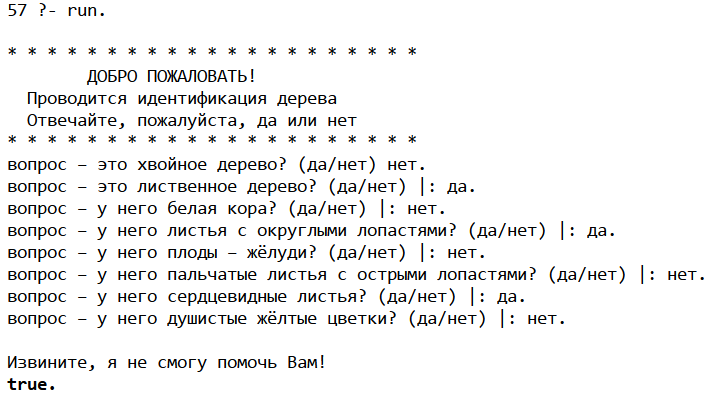 57 ?- run.
* * * * * * * * * * * * * * * * * * * * *
ДОБРО ПОЖАЛОВАТЬ!
Проводится идентификация дерева
Отвечайте, пожалуйста, да или нет
* * * * * * * * * * * * * * * * * * * * *
вопрос – это хвойное дерево? (да/нет) нет.
вопрос – это лиственное дерево? (да/нет) |: да.
вопрос – у него белая кора? (да/нет) |: нет.
вопрос – у него листья с округлыми лопастями? (да/нет) |: да.
вопрос – у него плоды – жёлуди? (да/нет) |: нет.
вопрос – у него пальчатые листья с острыми лопастями? (да/нет) |: нет.
вопрос – у него сердцевидные листья? (да/нет) |: да.
вопрос – у него душистые жёлтые цветки? (да/нет) |: нет.
Извините, я не смогу помочь Вам!
true.